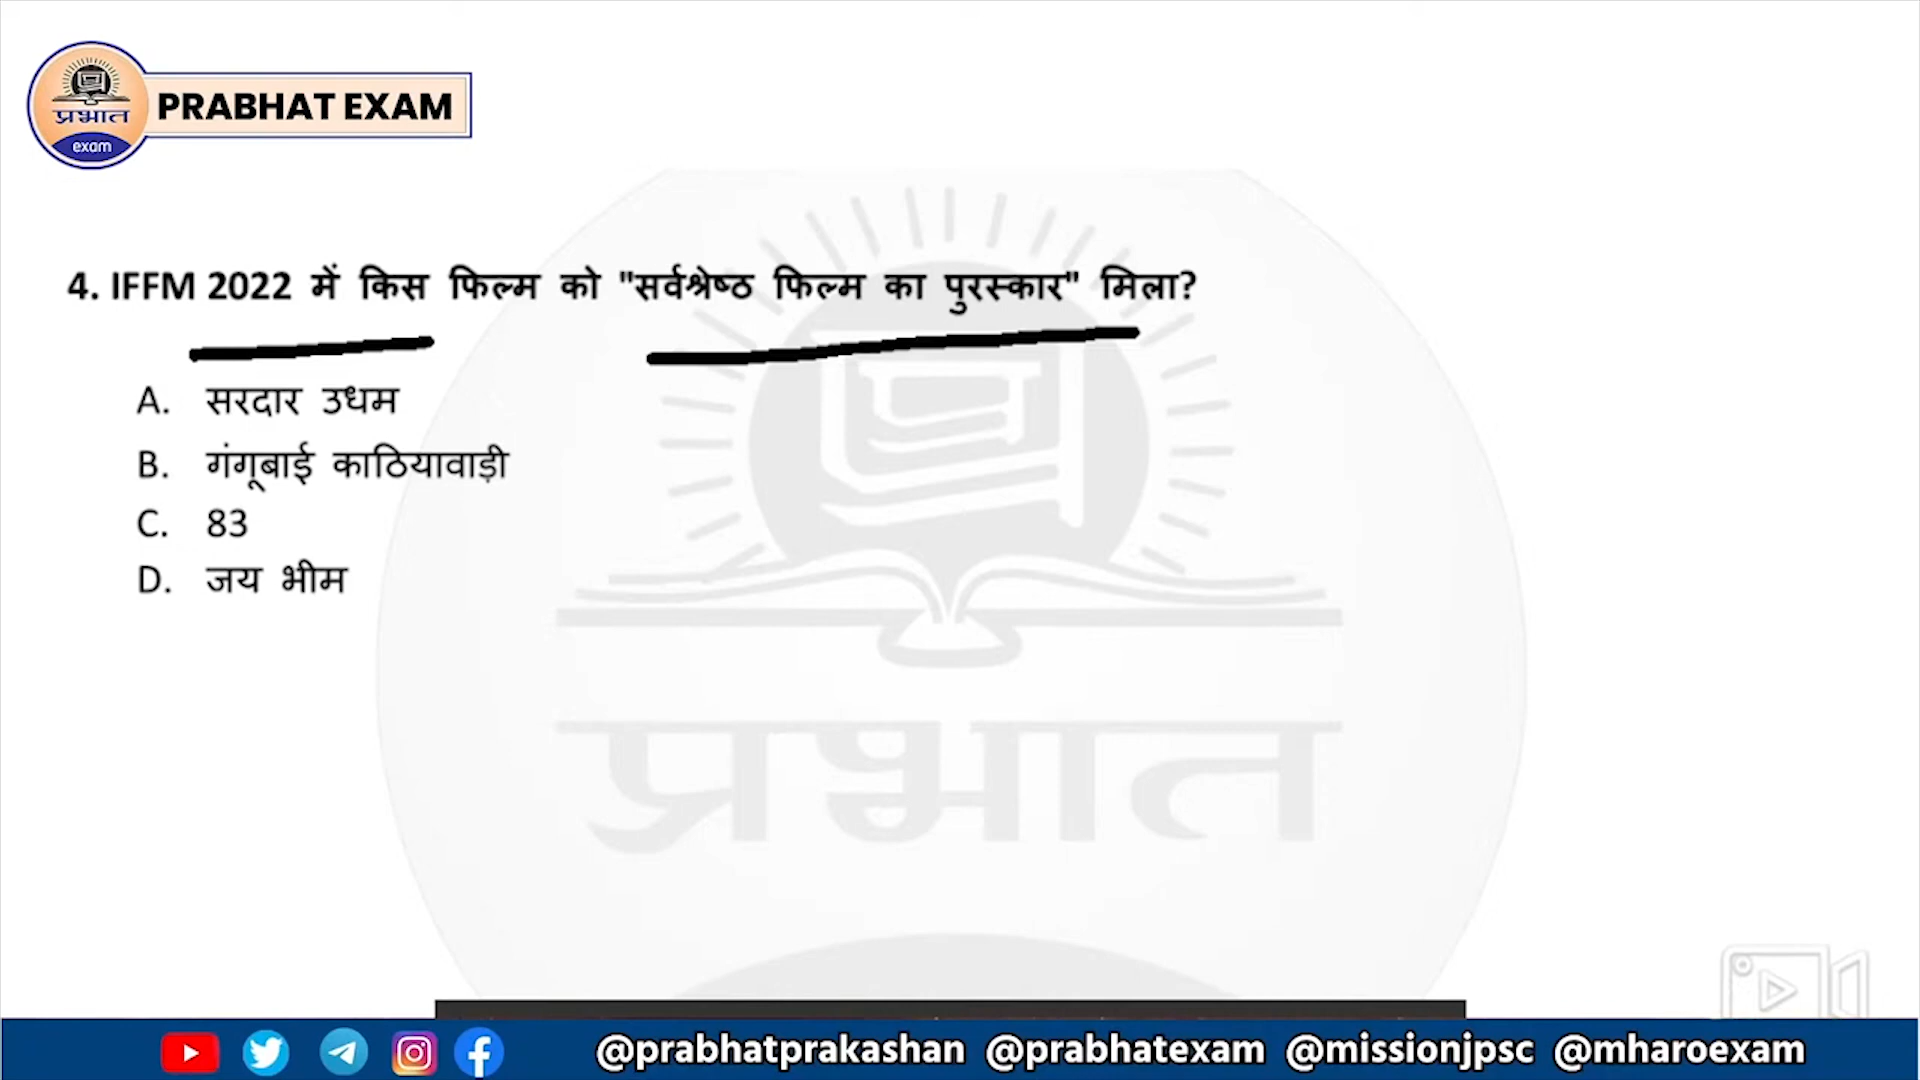 प्रभात
exam
PRABHAT EXAM
4. IFFM 2022 में किस फिल्म को "सर्वश्रेष्ठ फिल्म का पुरस्कार" मिला?
A. सरदार उधम
B. गंगूबाई काठियावाड़ी
C. 83
D. जय भीम
प्रभात
@prabhatprakashan @prabhatexam @missionjpsc @mharoexam